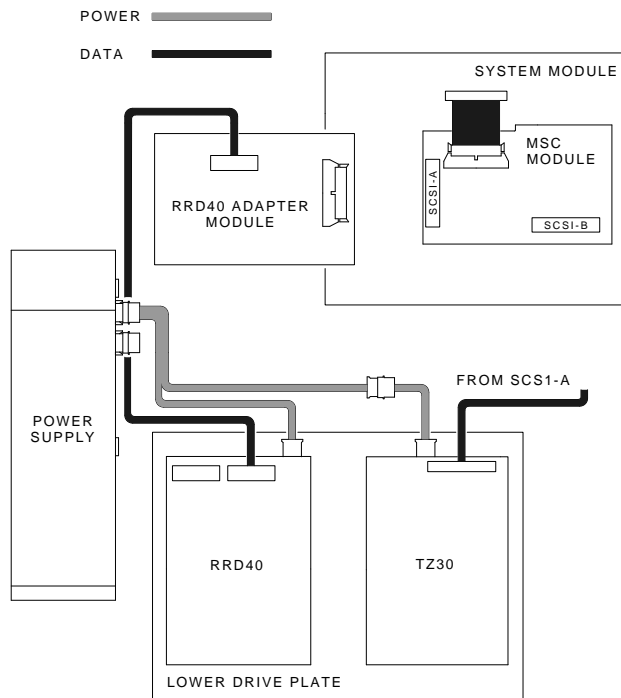 POWER
DATA
SYSTEM MODULE
MSC
MODULE
SCSI-A
SCSI-B
RRD40 ADAPTER
MODULE
FROM SCS1-A
POWER
SUPPLY
RRD40
TZ30
LOWER DRIVE PLATE